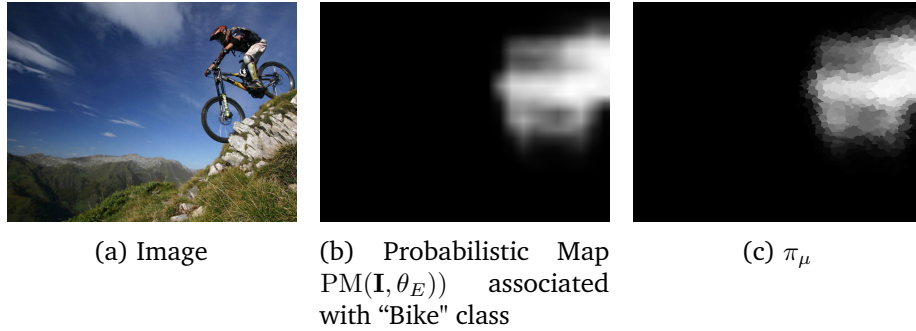 (a) Image
(b) Probabilistic Map
PM(I, θ_E)) associated
with “Bike" class
(c) π_μ